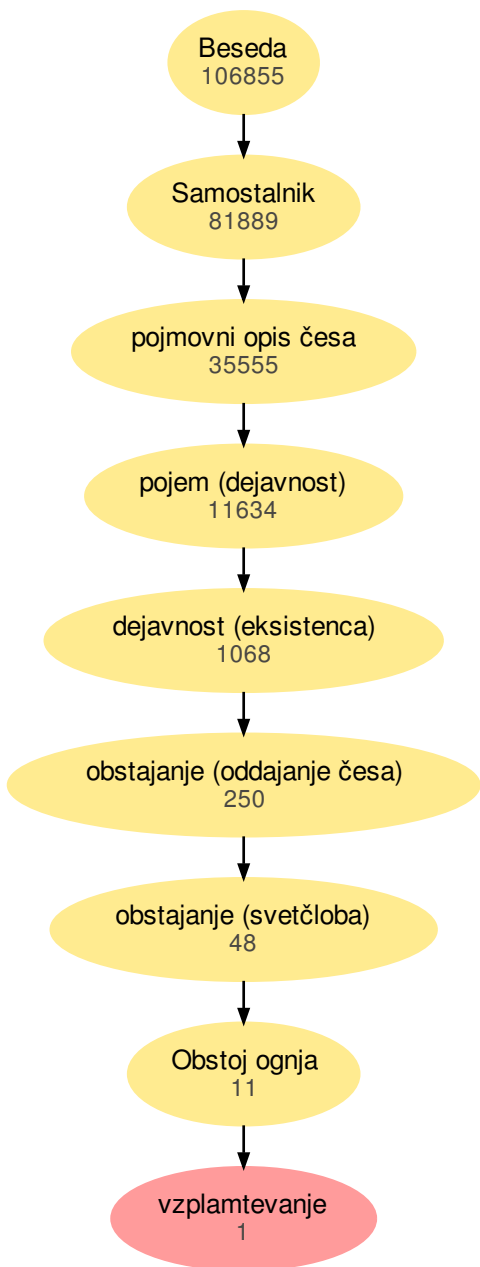 Beseda
106855
Samostalnik
81889
pojmovni opis česa
35555
pojem (dejavnost)
11634
dejavnost (eksistenca)
1068
obstajanje (oddajanje česa)
250
obstajanje (svetčloba)
48
Obstoj ognja
11
vzplamtevanje
1